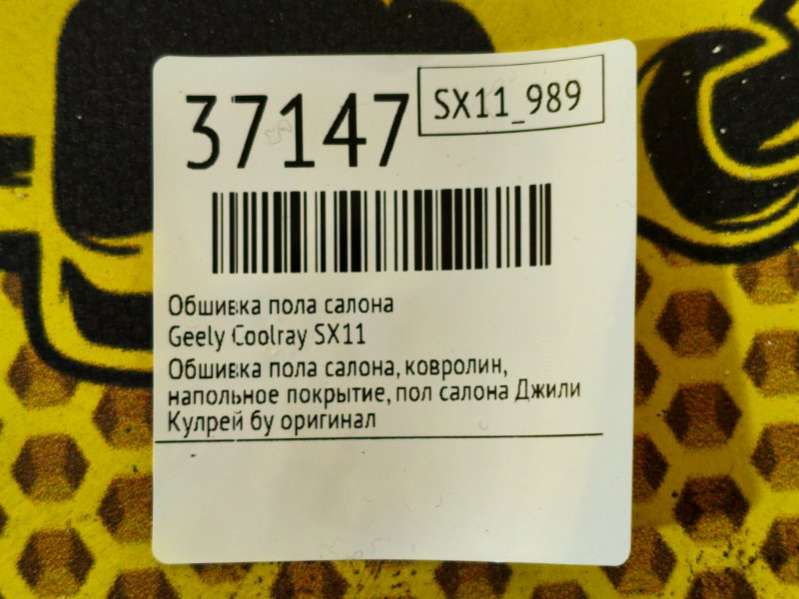 37147
SX11_989
Обшивка пола салона
Geely Coolray SX11
Обшивка пола салона, ковролин,
напольное покрытие, пол салона Джили
Кулрей бу оригинал